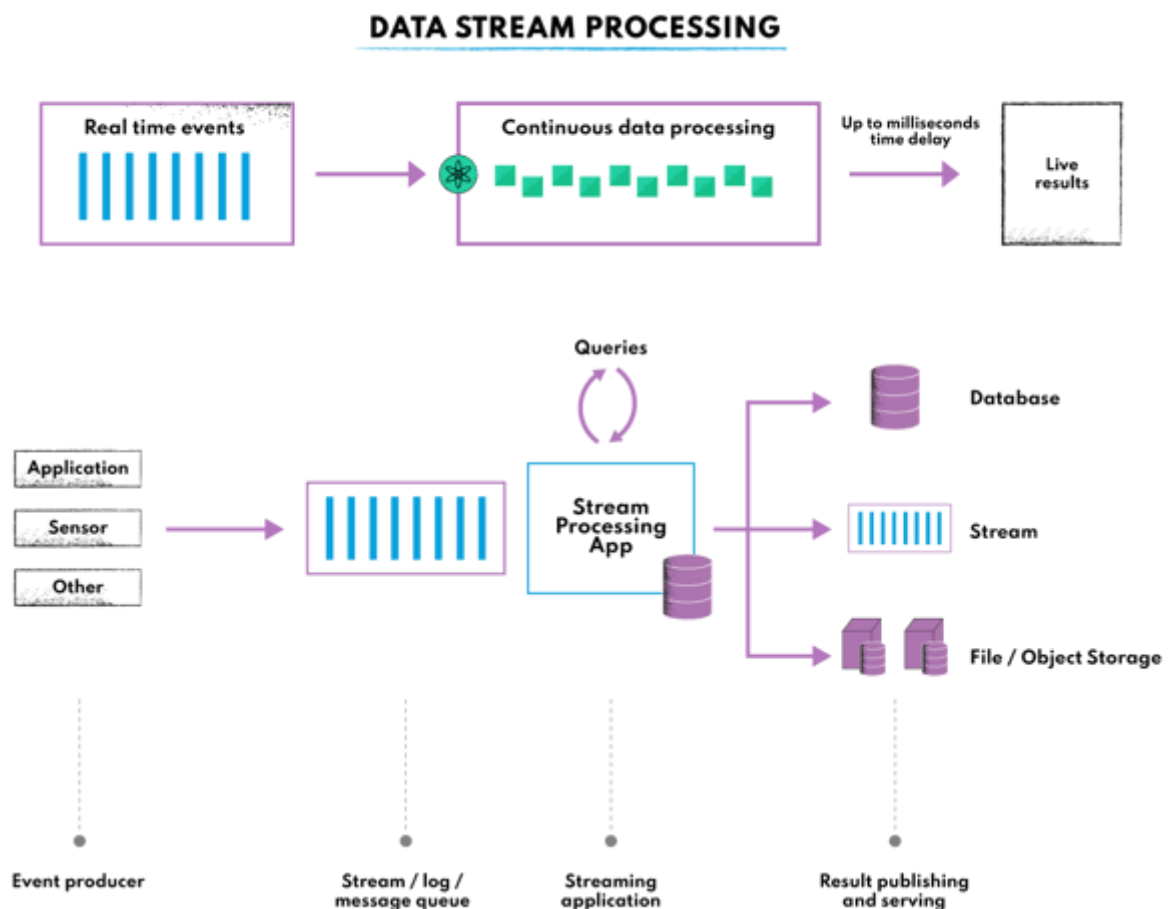 DATA STREAM PROCESSING
Real time events
Continuous data processing
Up to milliseconds
time delay
Live
results
Queries
Application
Sensor
Other
Stream
Processing
App
Database
Stream
File / Object Storage
Event producer
Stream / log /
message queue
Streaming
application
Result publishing
and serving